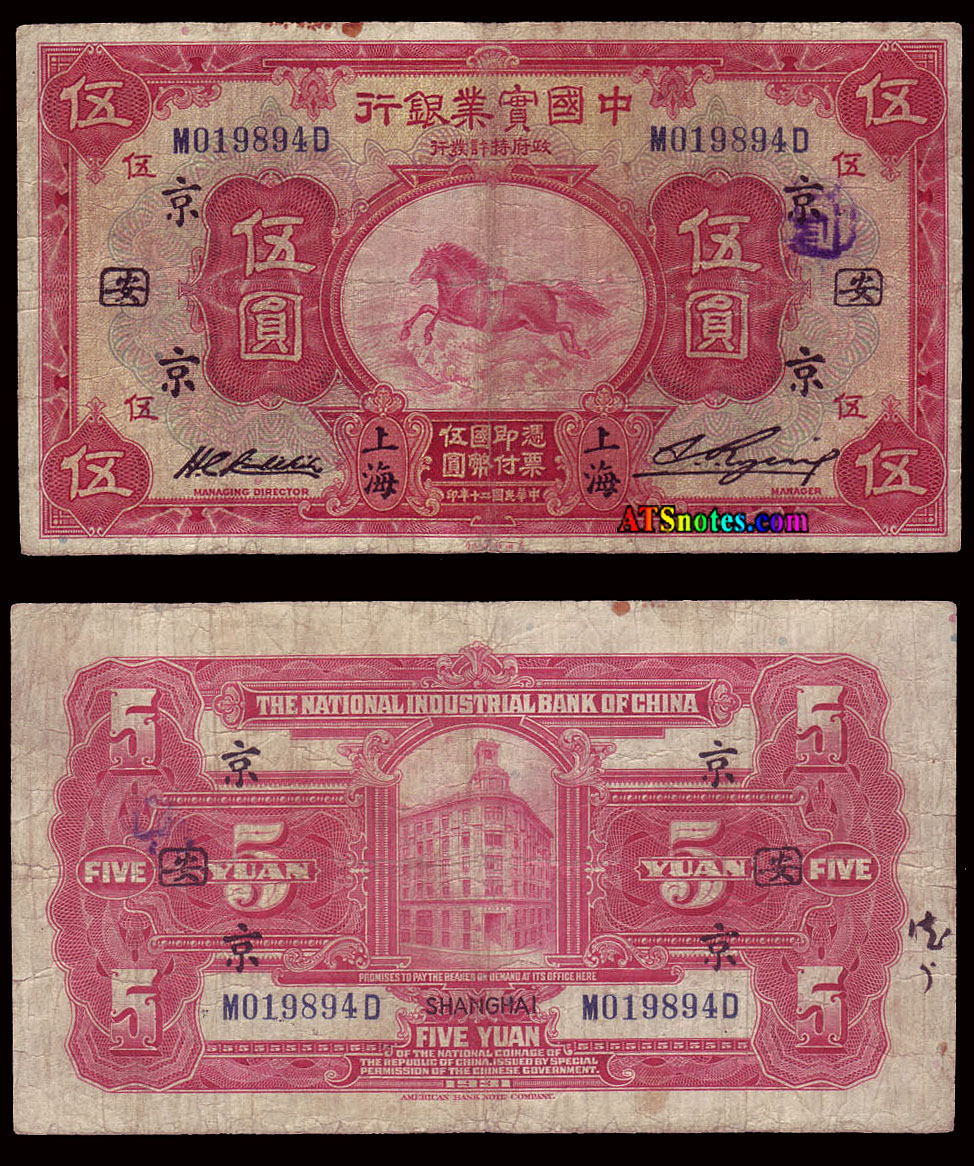 伍
中國實業銀行
伍
M019894D
M019894D
政府特許發行
伍
伍
京
京
伍圓
伍圓
安
安
京
京
伍
伍
上海
憑票
即付
國幣
伍圓
上海
伍
伍
MANAGING DIRECTOR
中華民國二十年印
MANAGER
ATSnotes.com
THE NATIONAL INDUSTRIAL BANK OF CHINA
5
5
京
京
FIVE
安
5
YUAN
5
YUAN
安
FIVE
京
京
PROMISES TO PAY THE BEARER ON DEMAND AT ITS OFFICE HERE
5
M019894D
SHANGHAI
M019894D
5
FIVE YUAN
OF THE NATIONAL COINAGE OF
THE REPUBLIC OF CHINA. ISSUED BY SPECIAL
PERMISSION OF THE CHINESE GOVERNMENT.
1931
AMERICAN BANK NOTE COMPANY.